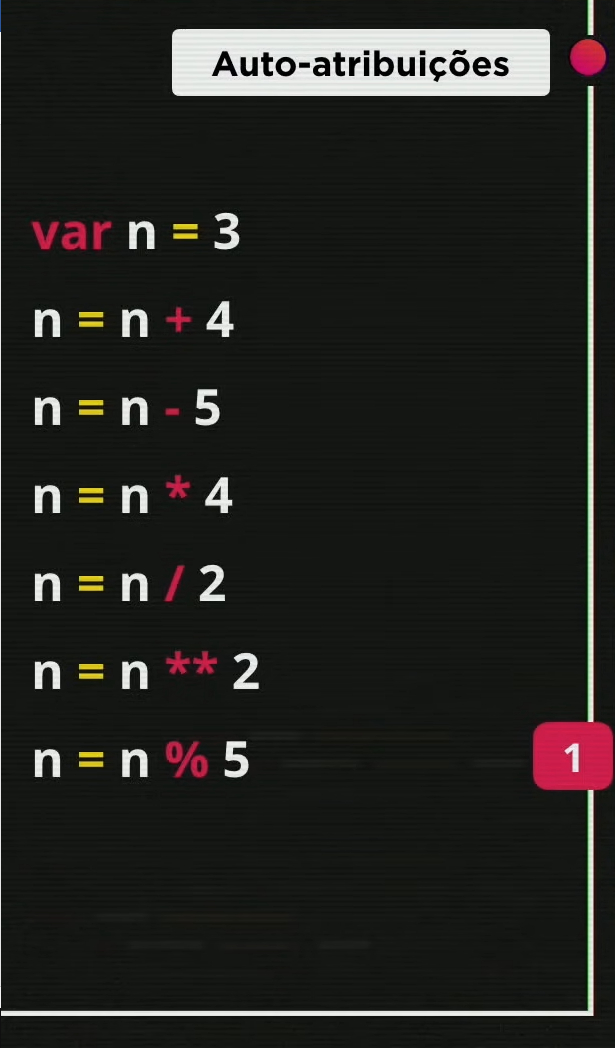 Auto-atribuições
var n = 3
n = n + 4
n = n - 5
n = n * 4
n = n / 2
n = n ** 2
n = n % 5
1